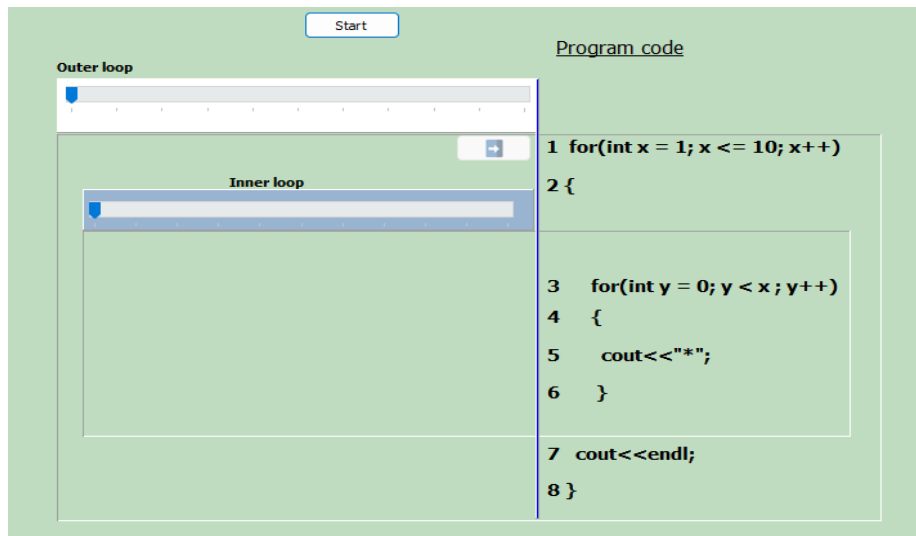 Start
Program code
Outer loop
1 for(int x = 1; x <= 10; x++)
Inner loop
2 {
3 for(int y = 0; y < x ; y++)
4 {
5 cout<<"*";
6 }
7 cout<<endl;
8 }